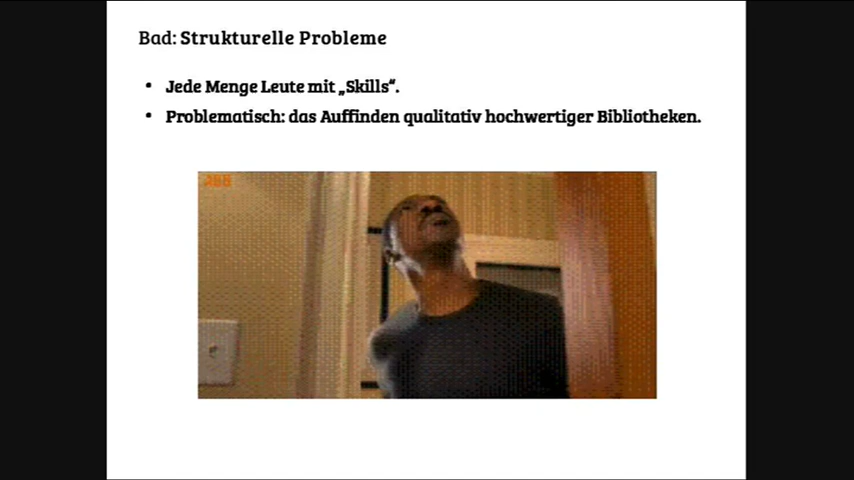 Bad: Strukturelle Probleme
• Jede Menge Leute mit „Skills“.
• Problematisch: das Auffinden qualitativ hochwertiger Bibliotheken.